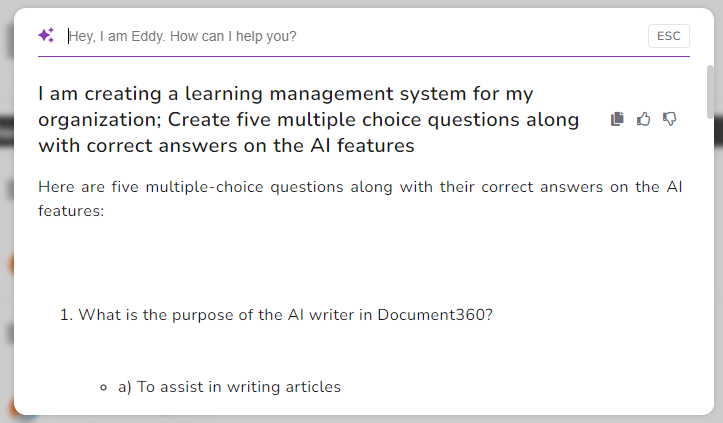 Hey, I am Eddy. How can I help you?
ESC
I am creating a learning management system for my
organization; Create five multiple choice questions along
with correct answers on the AI features
Here are five multiple-choice questions along with their correct answers on the AI
features:
1. What is the purpose of the AI writer in Document360?
a) To assist in writing articles